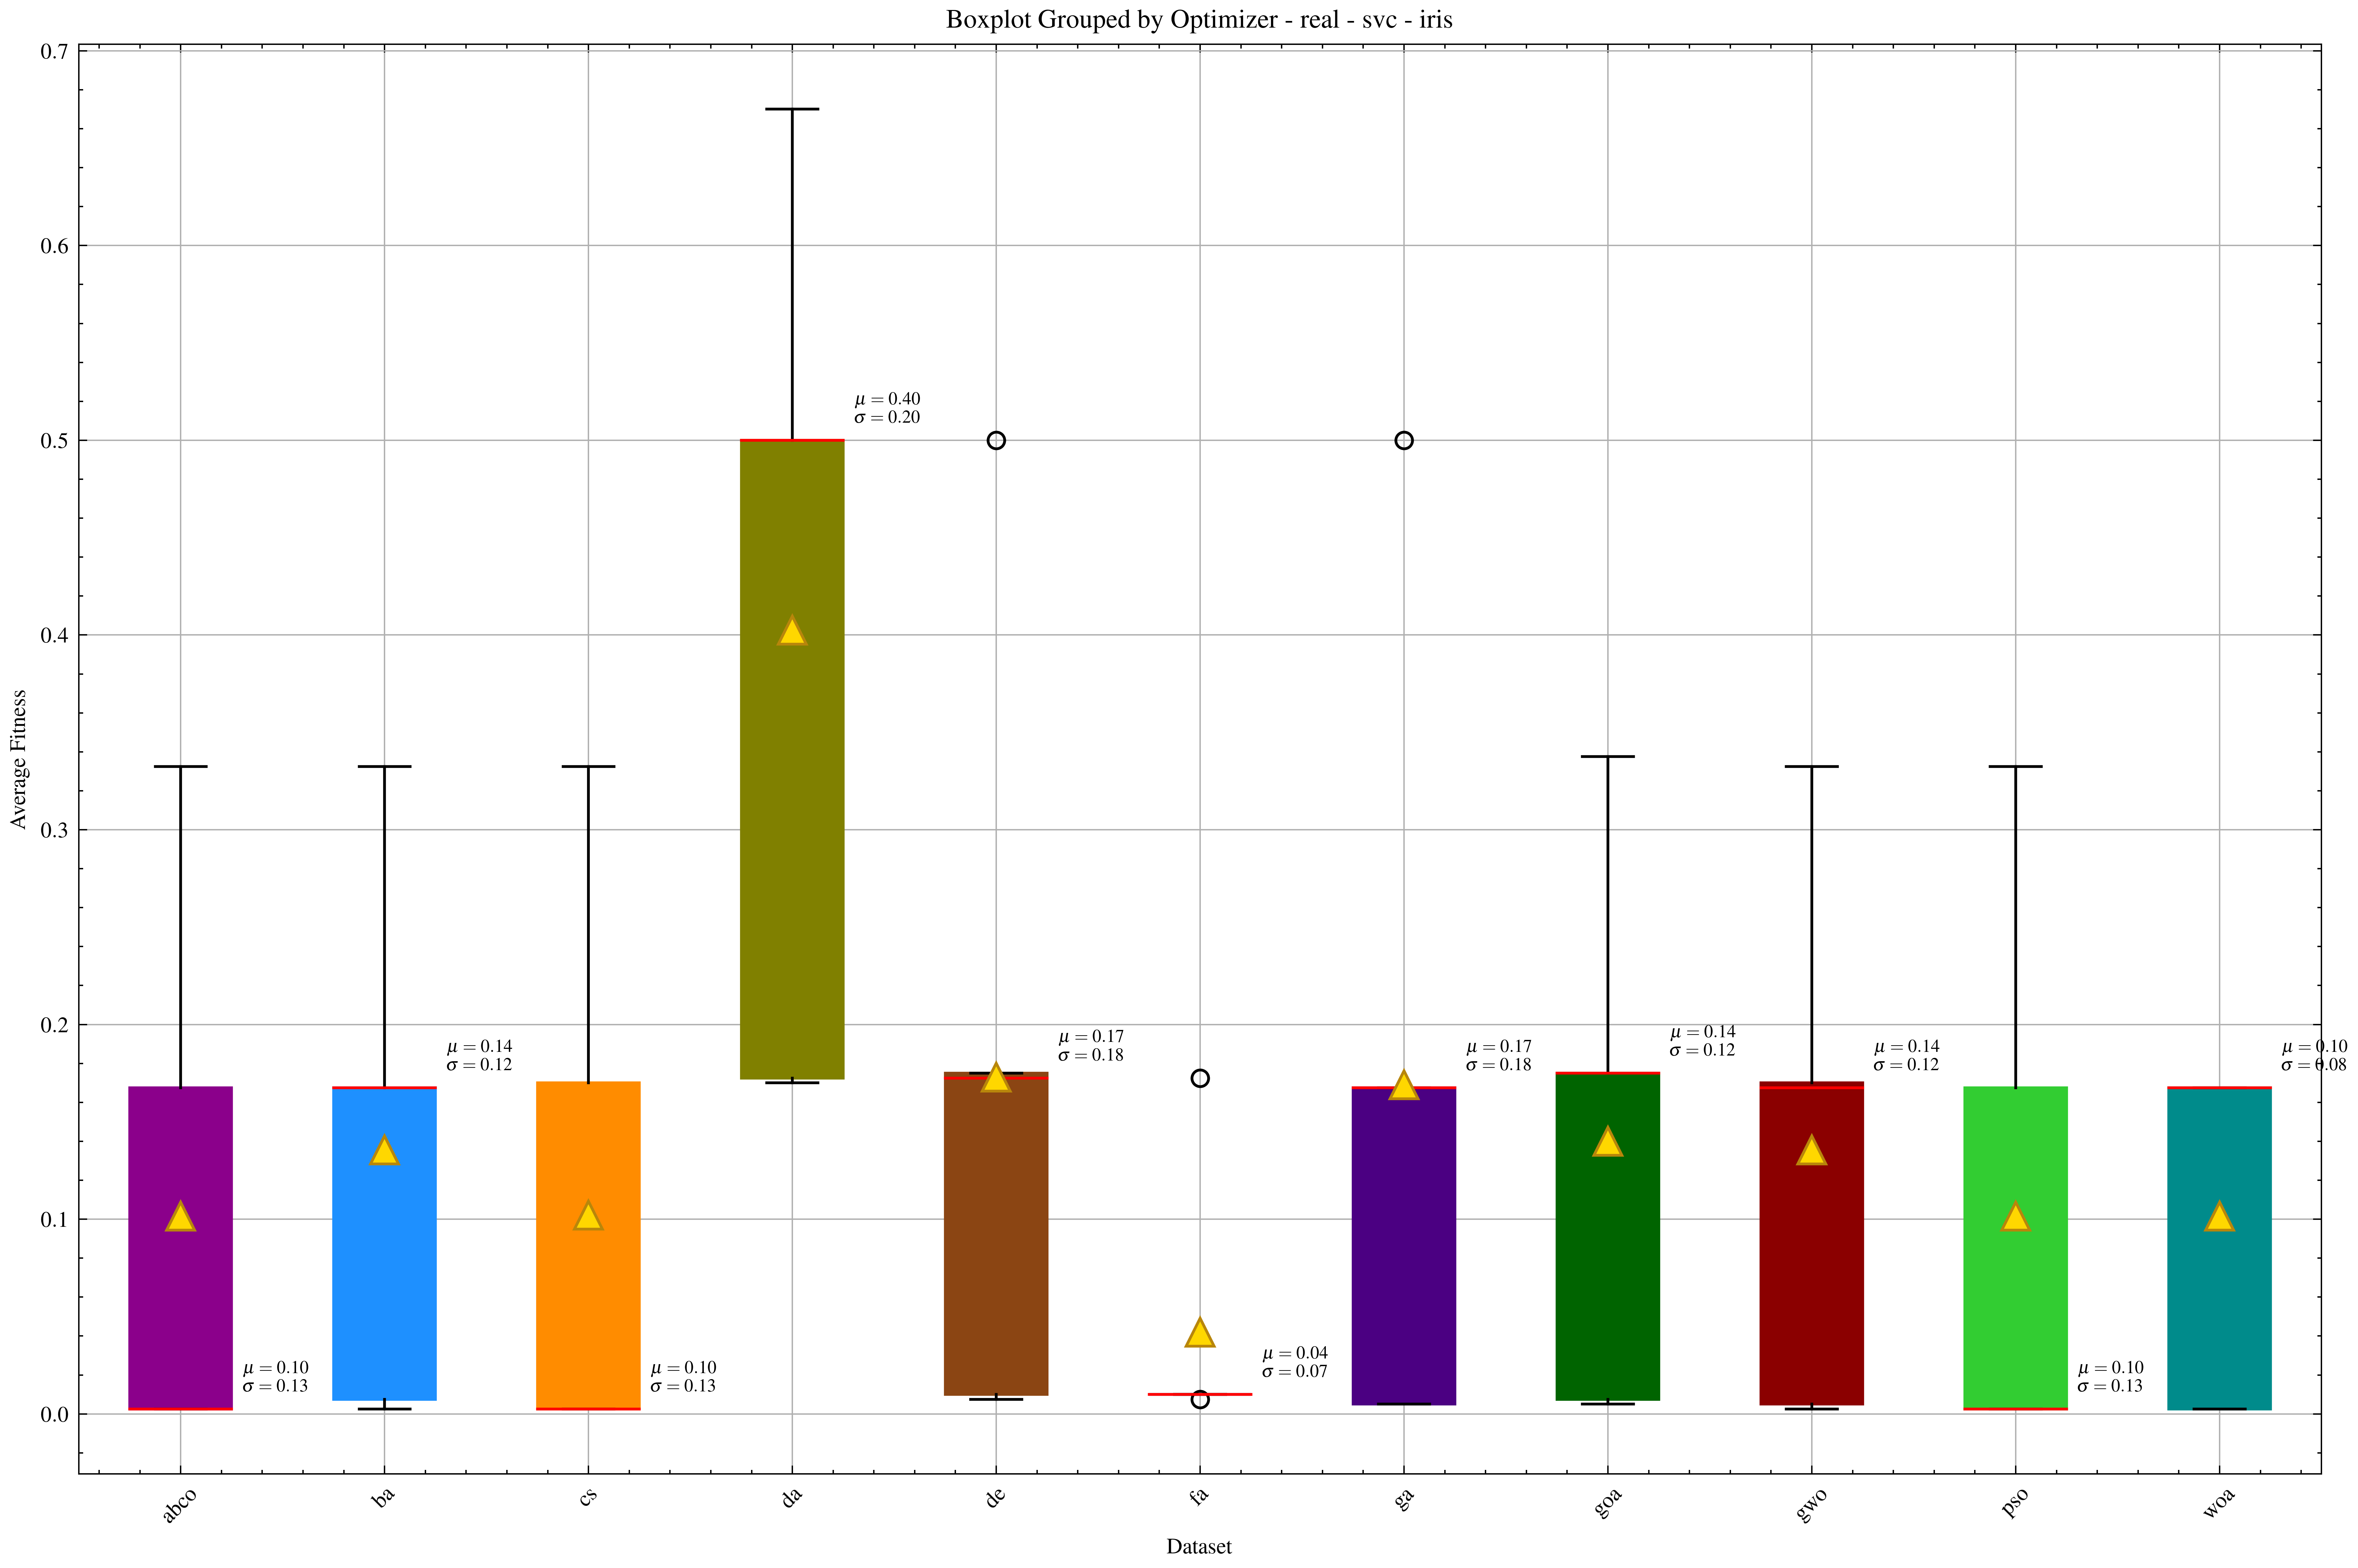 Boxplot Grouped by Optimizer - real - svc - iris
0.7
0.6
0.5
0.4
0.3
0.2
0.1
0.0
Average Fitness
μ = 0.10
σ = 0.13
μ = 0.14
σ = 0.12
μ = 0.10
σ = 0.13
μ = 0.40
σ = 0.20
μ = 0.17
σ = 0.18
μ = 0.04
σ = 0.07
μ = 0.17
σ = 0.18
μ = 0.14
σ = 0.12
μ = 0.14
σ = 0.12
μ = 0.10
σ = 0.13
μ = 0.10
σ = 0.08
abco
ba
cs
da
de
fa
ga
goa
gwo
pso
woa
Dataset